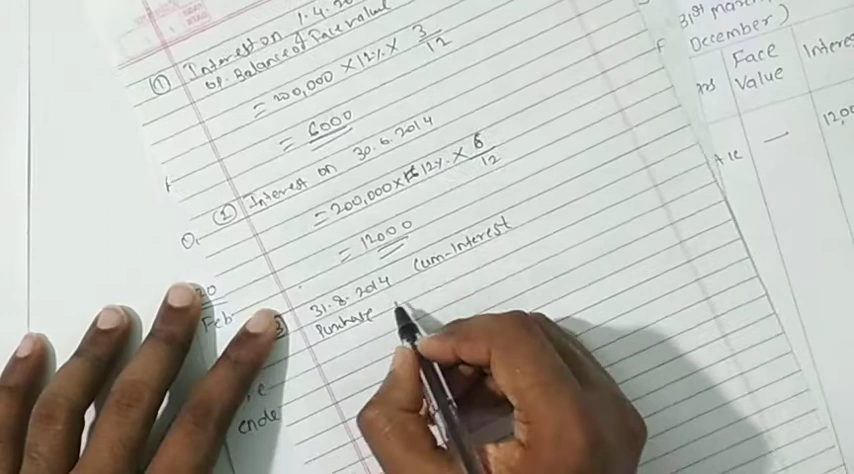 ① Interest on 1.4.20
op. Balance of Face value
= 200,000 × 12% × 3/12
= 6000
② Interest on 30.6.2014
= 200,000 × 12% × 6/12
= 12000
③ 31.8.2014 Cum-Interest
Purchase
20
Feb
ende
31st March
December)
Face
Value
Interes
12,00